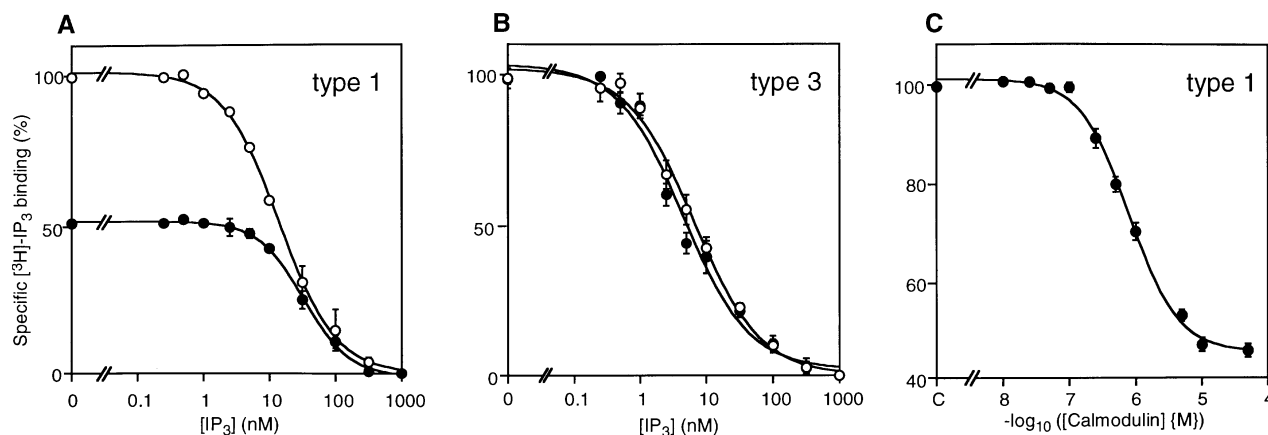 A
B
C
type 1
type 3
type 1
Specific [³H]-IP₃ binding (%)
100
50
0
0
0.1
1
10
100
1000
[IP₃] (nM)
100
50
0
0
0.1
1
10
100
1000
[IP₃] (nM)
100
80
60
40
C
8
7
6
5
4
-log₁₀ ([Calmodulin] {M})